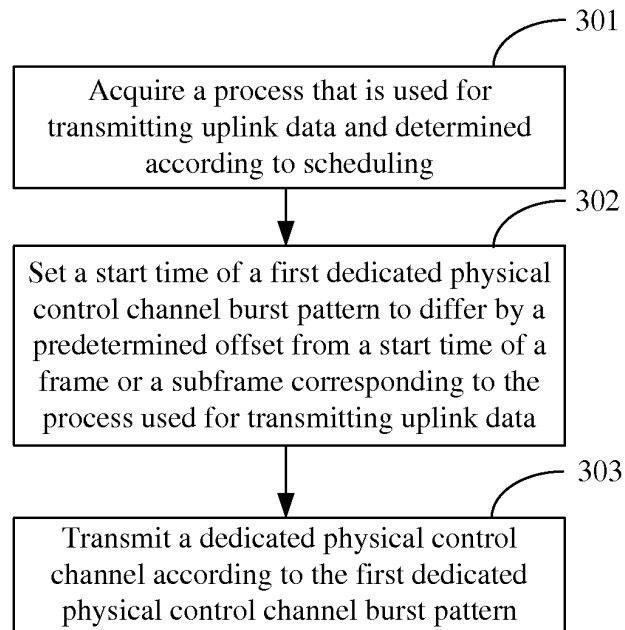 301
Acquire a process that is used for
transmitting uplink data and determined
according to scheduling
302
Set a start time of a first dedicated physical
control channel burst pattern to differ by a
predetermined offset from a start time of a
frame or a subframe corresponding to the
process used for transmitting uplink data
303
Transmit a dedicated physical control
channel according to the first dedicated
physical control channel burst pattern